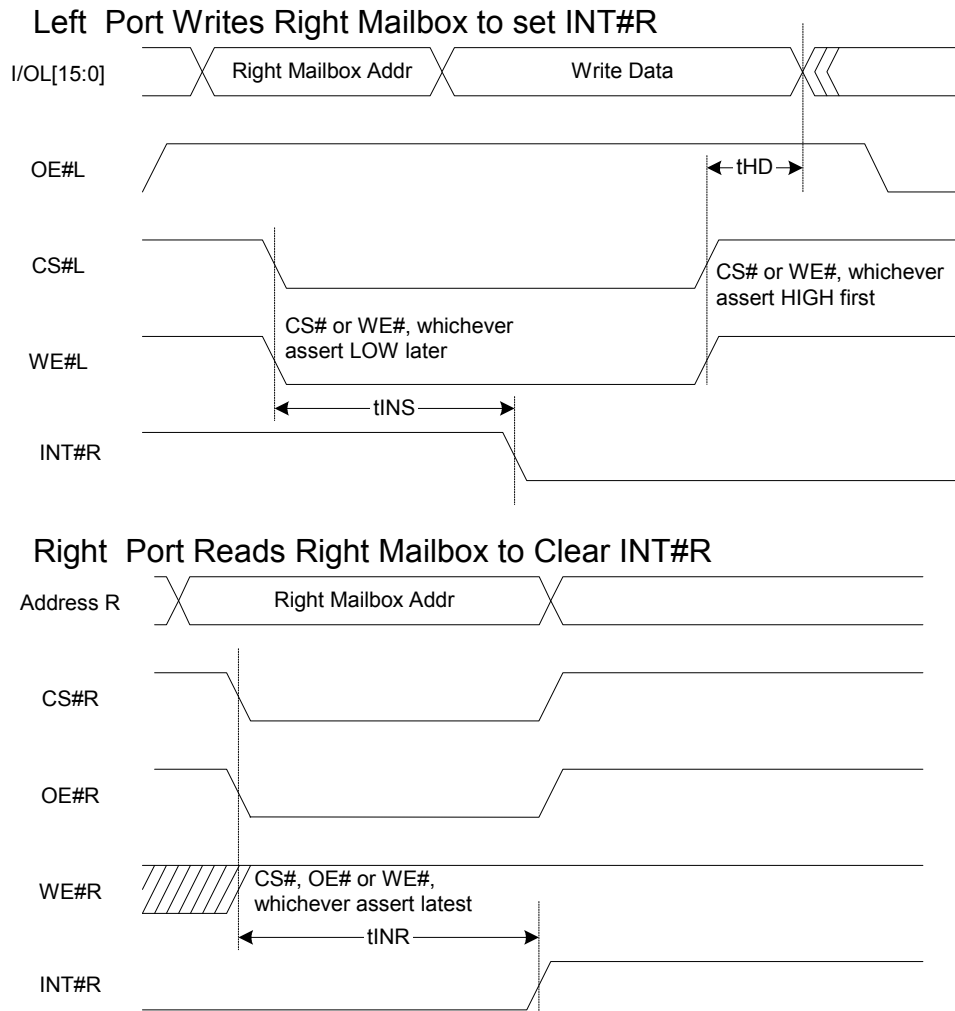 Left Port Writes Right Mailbox to set INT#R
I/OL[15:0]
Right Mailbox Addr
Write Data
OE#L
tHD
CS#L
CS# or WE#, whichever
assert HIGH first
CS# or WE#, whichever
assert LOW later
WE#L
tINS
INT#R
Right Port Reads Right Mailbox to Clear INT#R
Address R
Right Mailbox Addr
CS#R
OE#R
WE#R
CS#, OE# or WE#,
whichever assert latest
tINR
INT#R